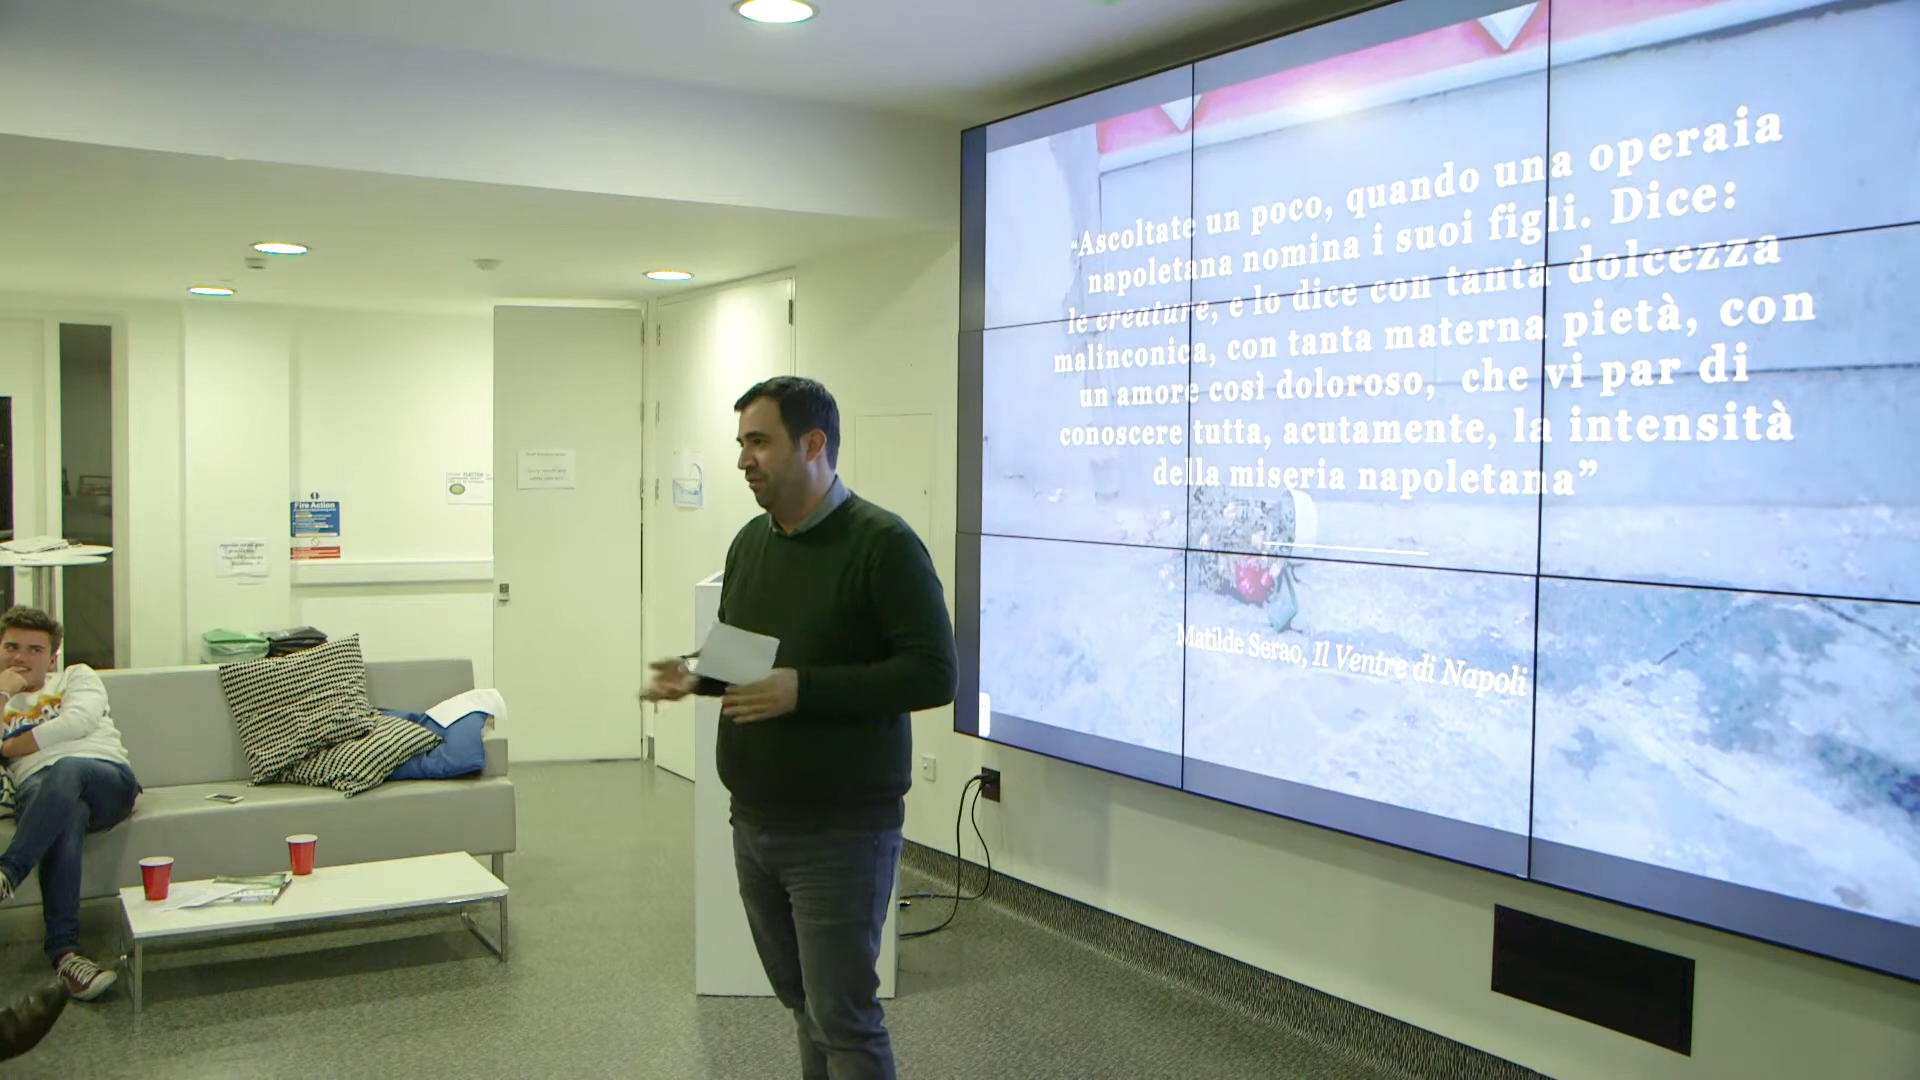 “Ascoltate un poco, quando una operaia
napoletana nomina i suoi figli. Dice:
le creature, e lo dice con tanta dolcezza
malinconica, con tanta materna pietà, con
un amore così doloroso, che vi par di
conoscere tutta, acutamente, la intensità
della miseria napoletana”
Matilde Serao, Il Ventre di Napoli
Fire Action